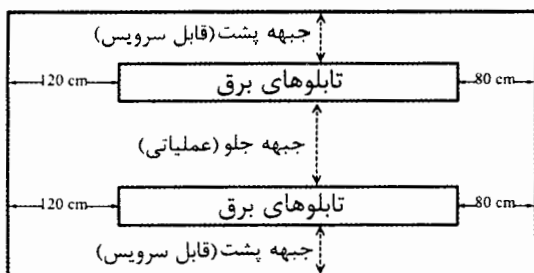 جبهه پشت(قابل سرویس)
120 cm
تابلوهای برق
80 cm
جبهه جلو(عملیاتی)
120 cm
تابلوهای برق
80 cm
جبهه پشت(قابل سرویس)